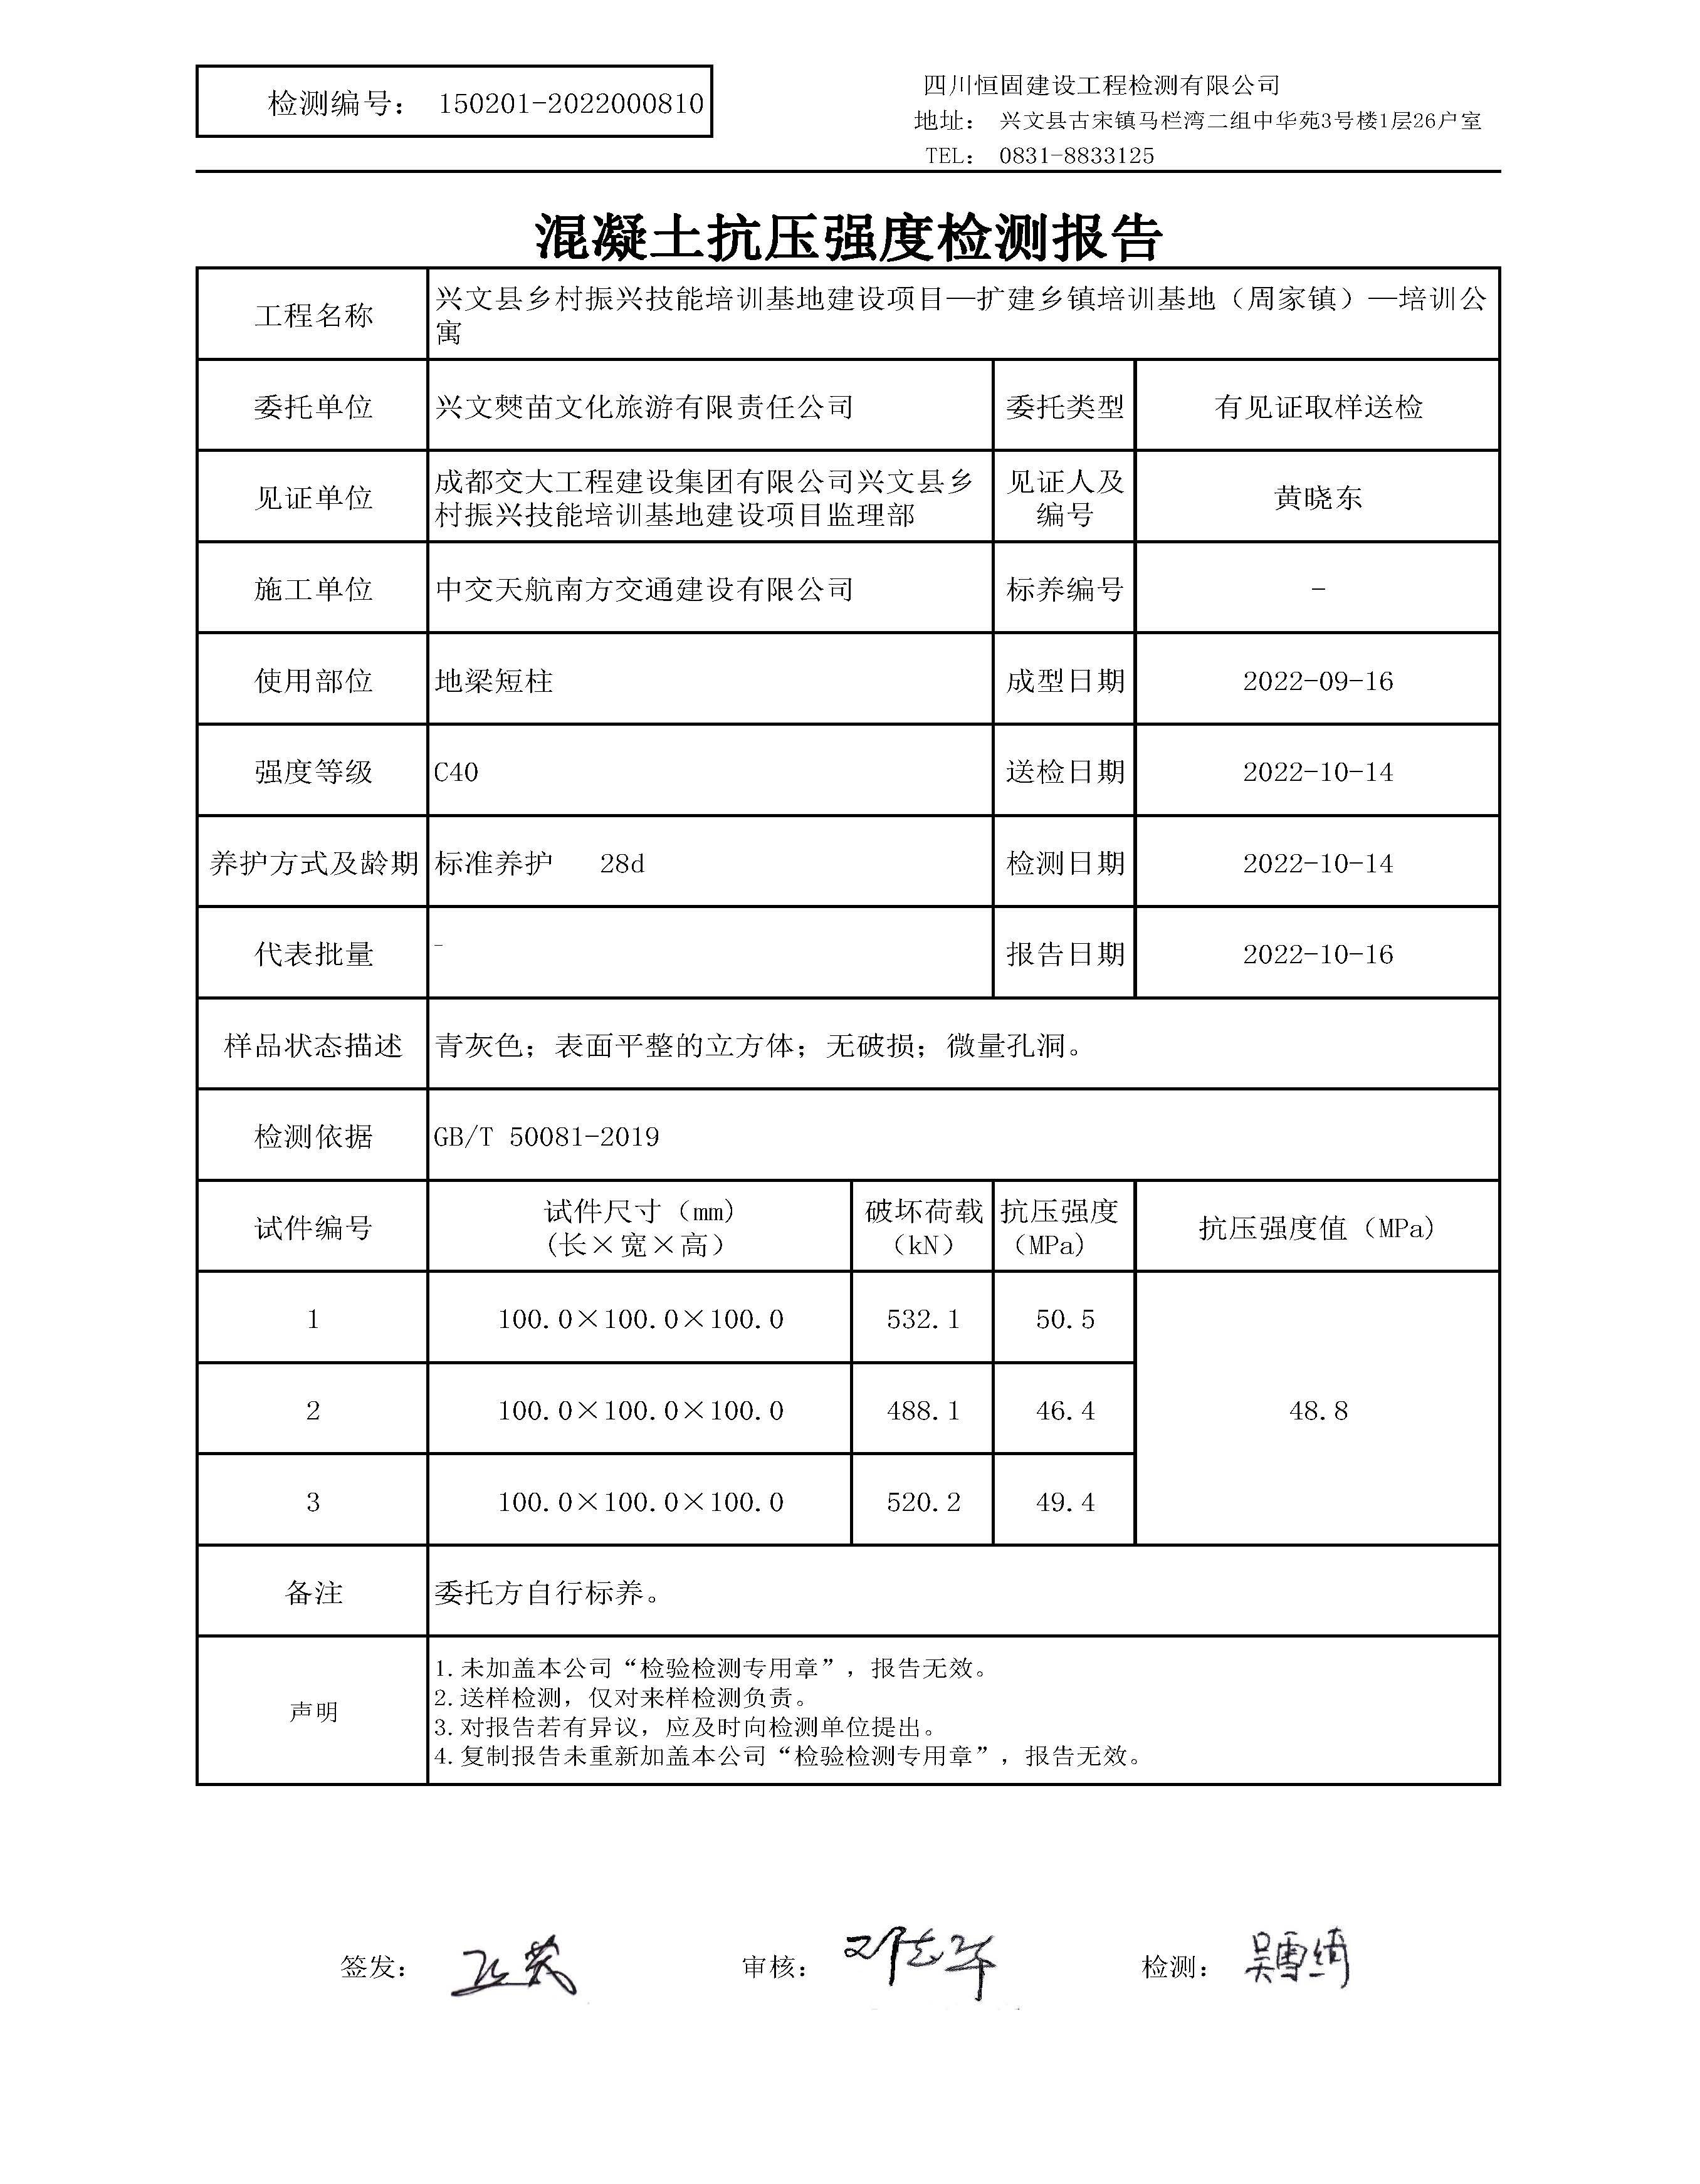 检测编号： 150201-2022000810
四川恒固建设工程检测有限公司
地址： 兴文县古宋镇马栏湾二组中华苑3号楼1层26户室
TEL： 0831-8833125
混凝土抗压强度检测报告
工程名称 兴文县乡村振兴技能培训基地建设项目—扩建乡镇培训基地（周家镇）—培训公
寓
委托单位 兴文僰苗文化旅游有限责任公司 委托类型 有见证取样送检
见证单位 成都交大工程建设集团有限公司兴文县乡
村振兴技能培训基地建设项目监理部
见证人及
编号
黄晓东
施工单位 中交天航南方交通建设有限公司 标养编号 -
使用部位 地梁短柱 成型日期 2022-09-16
强度等级 C40 送检日期 2022-10-14
养护方式及龄期 标准养护 28d 检测日期 2022-10-14
代表批量 - 报告日期 2022-10-16
样品状态描述 青灰色；表面平整的立方体；无破损；微量孔洞。
检测依据 GB/T 50081-2019
试件编号
试件尺寸（mm)
(长×宽×高）
破坏荷载
（kN）
抗压强度
（MPa)
抗压强度值（MPa)
1 100.0×100.0×100.0 532.1 50.5
2 100.0×100.0×100.0 488.1 46.4 48.8
3 100.0×100.0×100.0 520.2 49.4
备注 委托方自行标养。
声明
1.未加盖本公司“检验检测专用章”，报告无效。
2.送样检测，仅对来样检测负责。
3.对报告若有异议，应及时向检测单位提出。
4.复制报告未重新加盖本公司“检验检测专用章”，报告无效。
签发： 审核： 检测： 吴雪绮